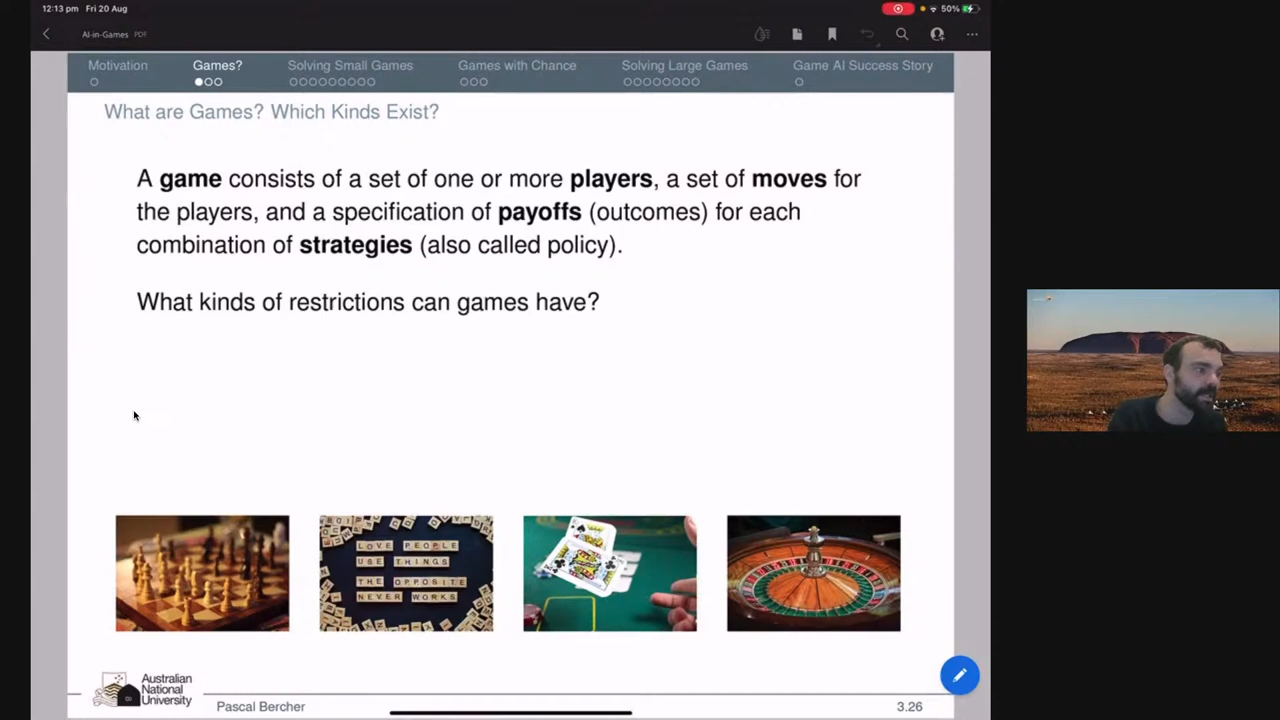 12:13 pm Fri 20 Aug
50%
AI-in-Games PDF
Motivation Games? Solving Small Games Games with Chance Solving Large Games Game AI Success Story
What are Games? Which Kinds Exist?
A game consists of a set of one or more players, a set of moves for
the players, and a specification of payoffs (outcomes) for each
combination of strategies (also called policy).
What kinds of restrictions can games have?
LOVE PEOPLE
USE THINGS
THE OPPOSITE
NEVER WORKS
Australian
National
University
Pascal Bercher
3.26